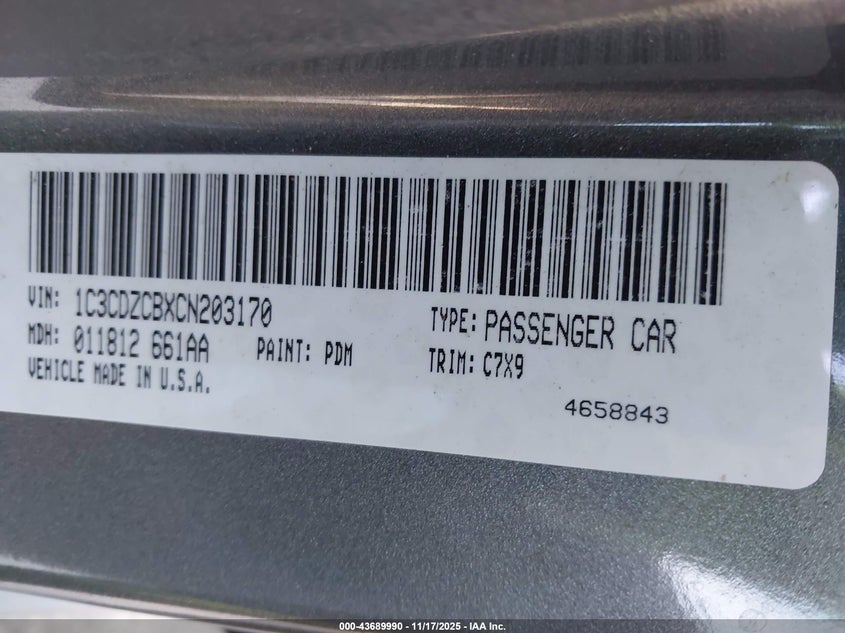 VIN: 1C3CDZCBXCN203170
MDH: 011812 661AA PAINT: PDM
VEHICLE MADE IN U.S.A.
TYPE: PASSENGER CAR
TRIM: C7X9
4658843
000-43689990 - 11/17/2025 - IAA Inc.